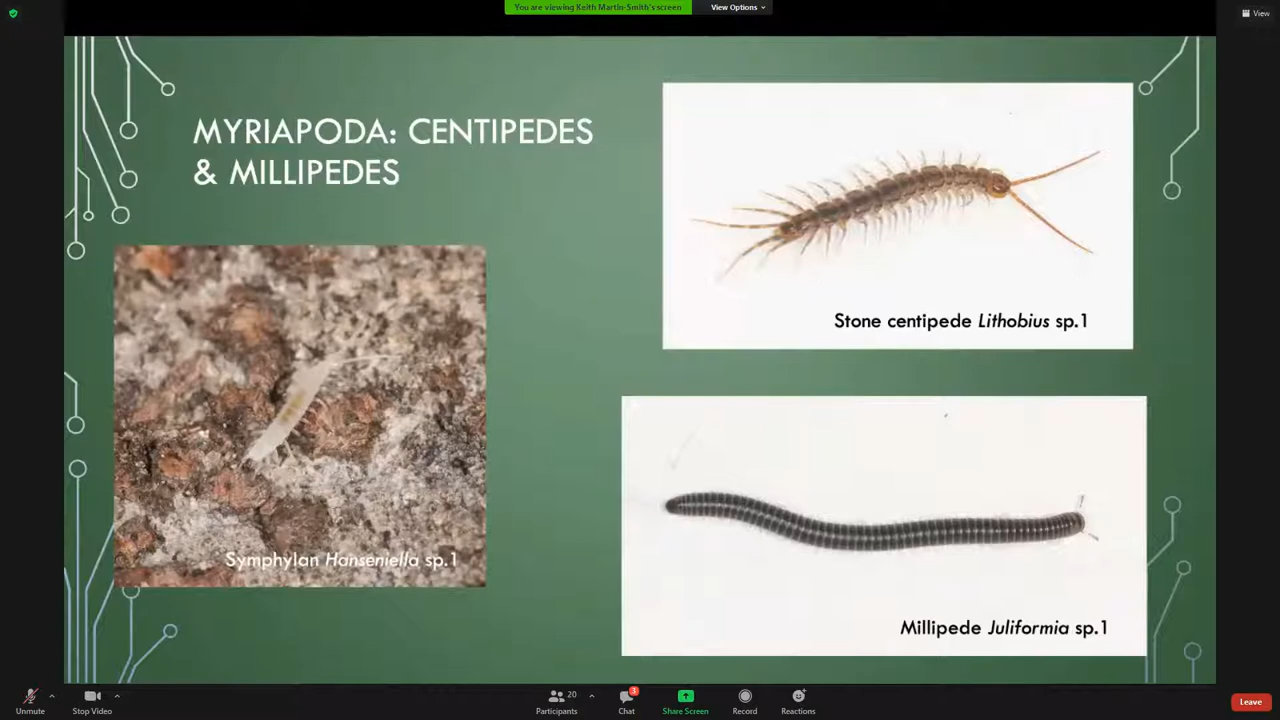 You are viewing Keith Martin-Smith's screen
View Options
View
MYRIAPODA: CENTIPEDES
& MILLIPEDES
Stone centipede Lithobius sp.1
Symphylan Hanseniella sp.1
Millipede Juliformia sp.1
Unmute
Stop Video
20
Participants
3
Chat
Share Screen
Record
Reactions
Leave